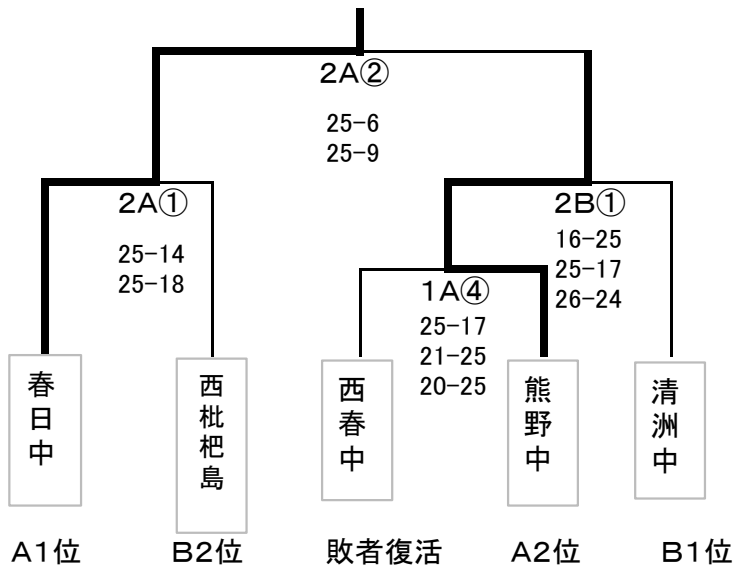 2A②
25-6
25-9
2A①
25-14
25-18
2B①
16-25
25-17
26-24
1A④
25-17
21-25
20-25
春日中
西枇杷島
西春中
熊野中
清洲中
A1位
B2位
敗者復活
A2位
B1位